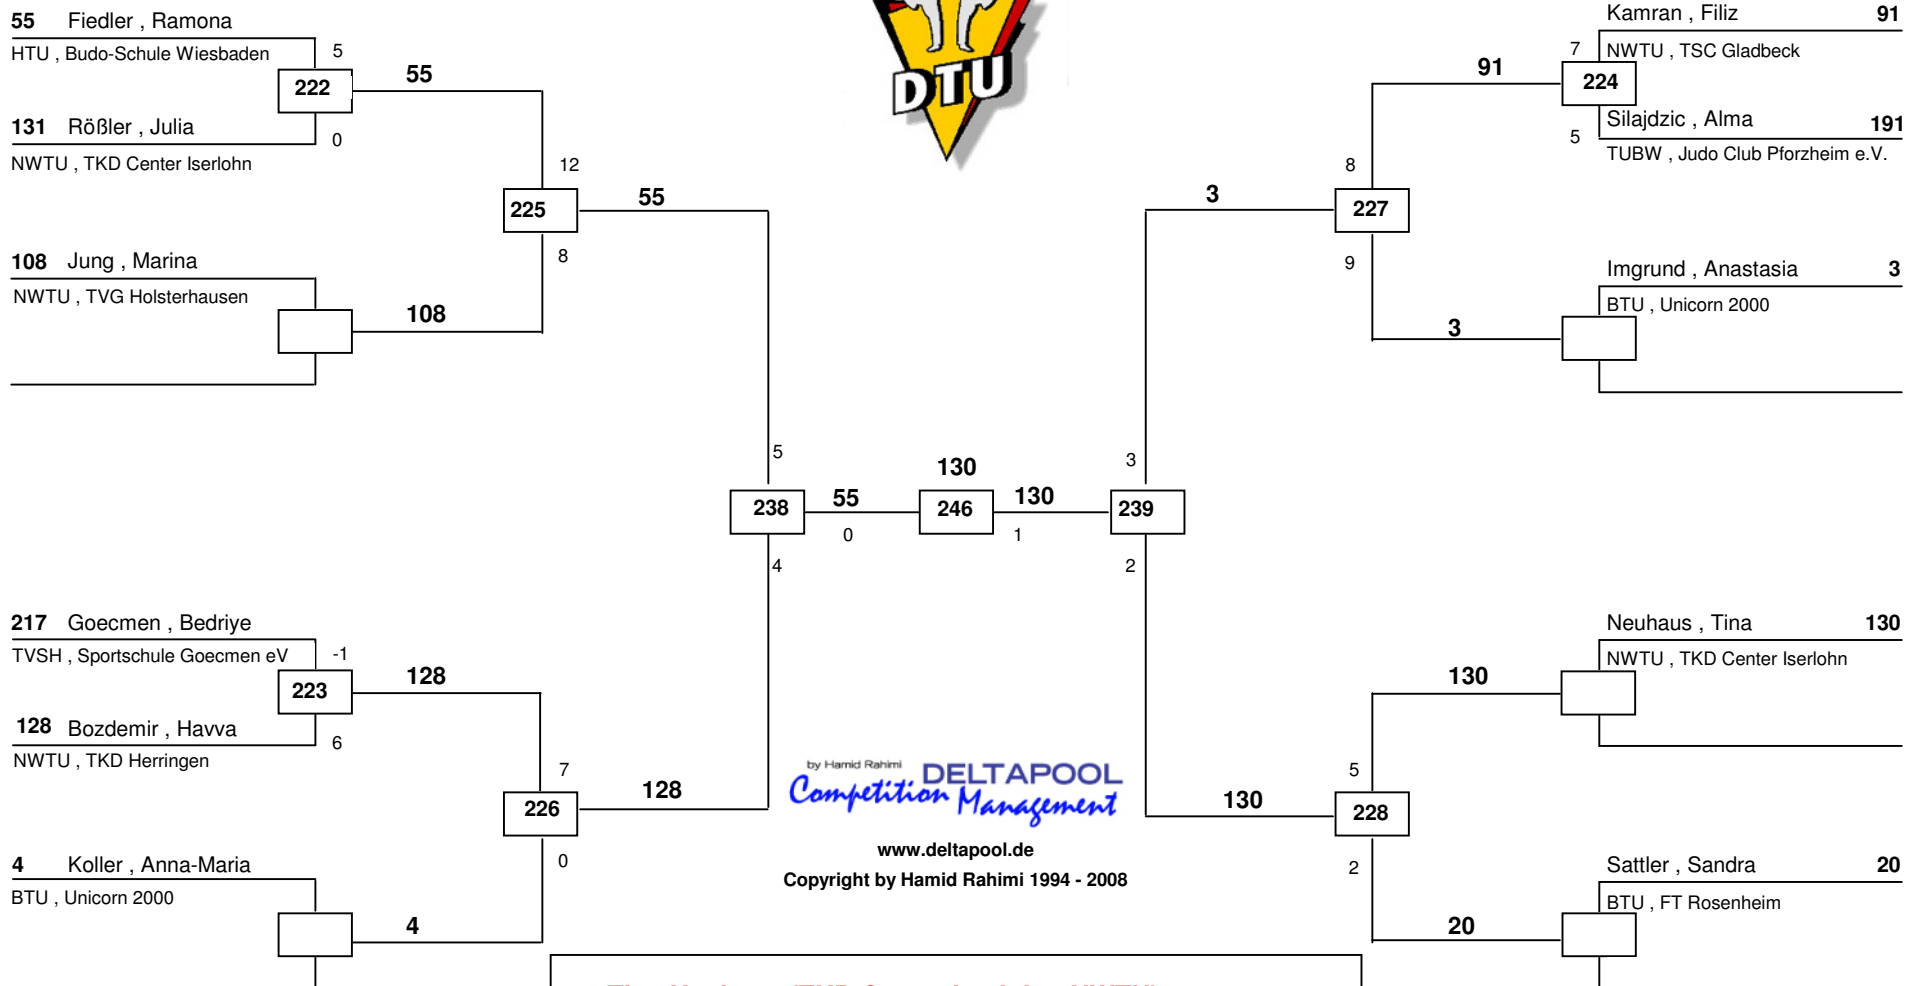 55 Fiedler , Ramona
HTU , Budo-Schule Wiesbaden
5
222
55
131 Rößler , Julia
0
NWTU , TKD Center Iserlohn
12
225
55
8
108 Jung , Marina
NWTU , TVG Holsterhausen
108
5
238
55
0
4
217 Goecmen , Bedriye
TVSH , Sportschule Goecmen eV
-1
223
128
128 Bozdemir , Havva
6
NWTU , TKD Herringen
7
226
128
0
4 Koller , Anna-Maria
BTU , Unicorn 2000
4
DTU
130
246
130
1
by Hamid Rahimi
DELTAPOOL
Competition Management
www.deltapool.de
Copyright by Hamid Rahimi 1994 - 2008
Kamran , Filiz 91
7
NWTU , TSC Gladbeck
91
224
Silajdzic , Alma 191
5
TUBW , Judo Club Pforzheim e.V.
8
3
227
9
Imgrund , Anastasia 3
BTU , Unicorn 2000
3
3
239
2
Neuhaus , Tina 130
NWTU , TKD Center Iserlohn
130
5
130
228
2
Sattler , Sandra 20
BTU , FT Rosenheim
20